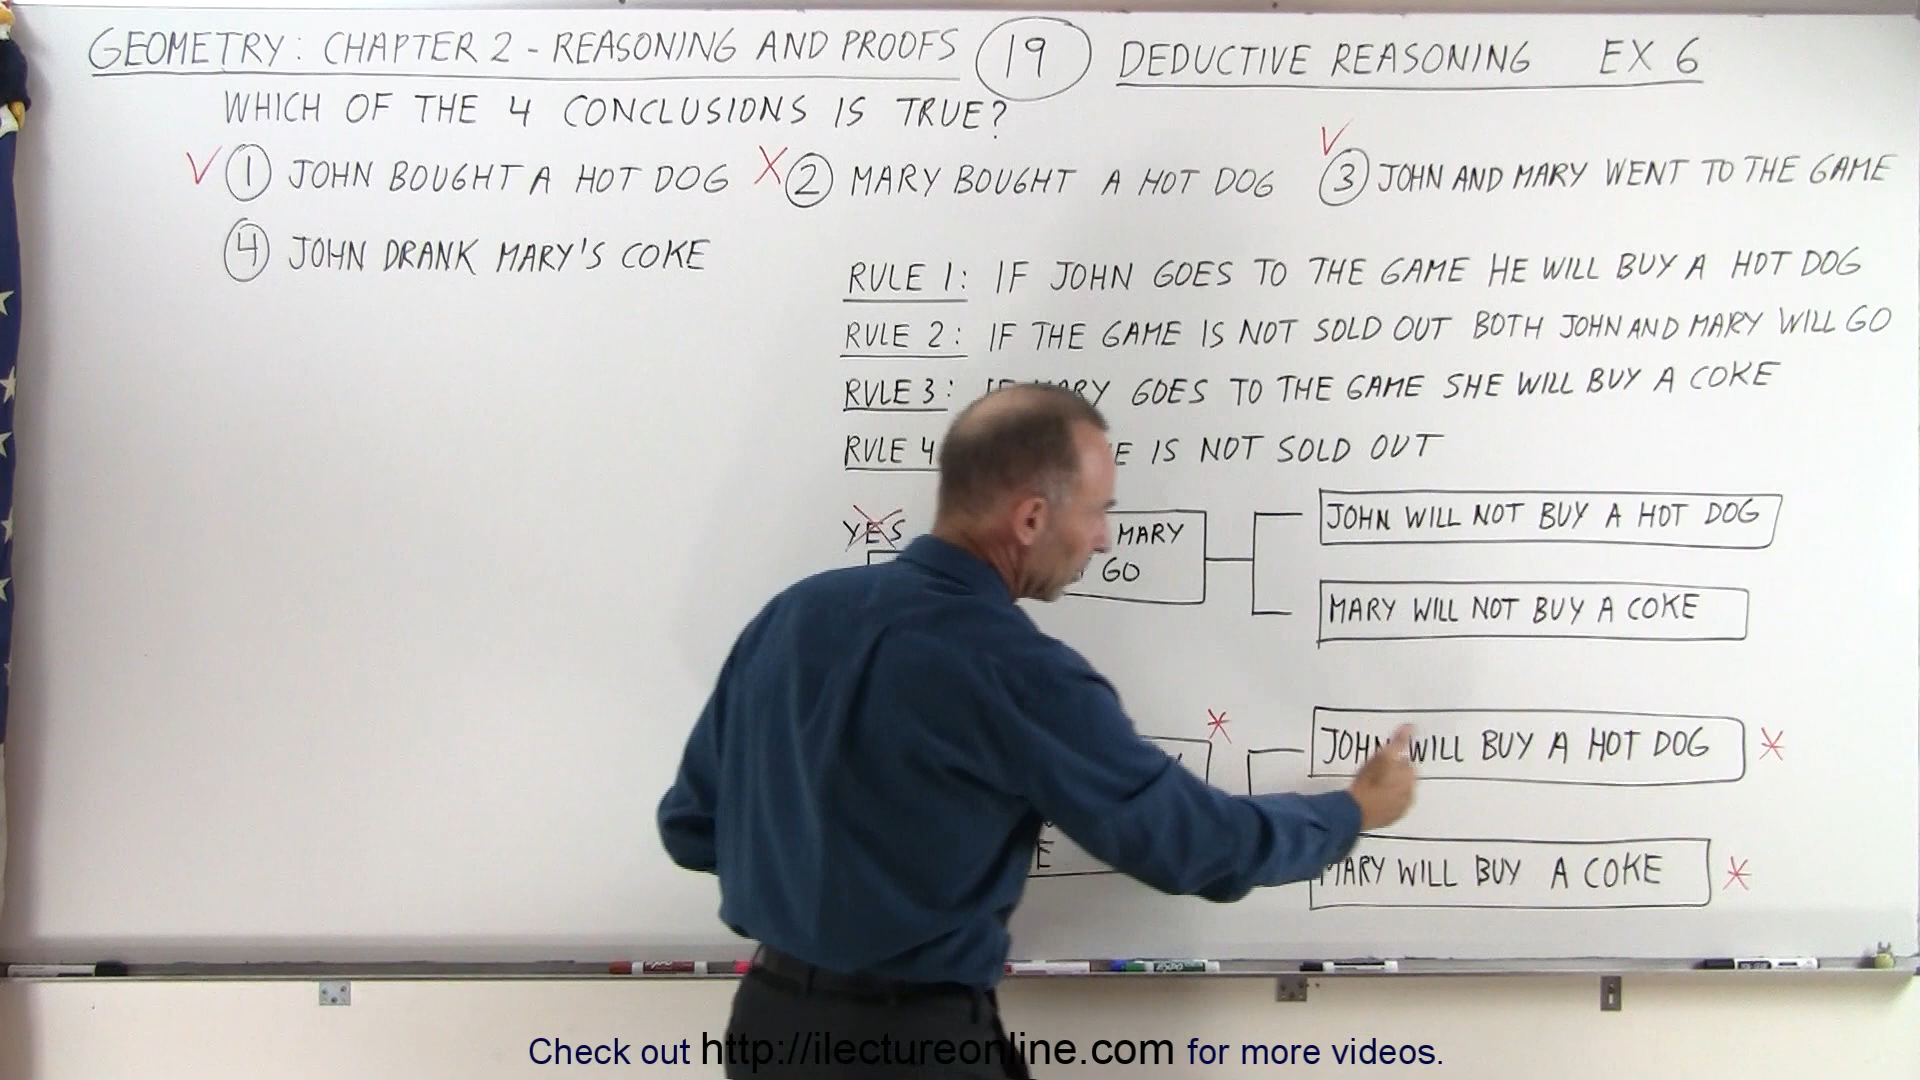 GEOMETRY: CHAPTER 2 - REASONING AND PROOFS 19 DEDUCTIVE REASONING EX 6
WHICH OF THE 4 CONCLUSIONS IS TRUE?
✓ 1 JOHN BOUGHT A HOT DOG X 2 MARY BOUGHT A HOT DOG ✓ 3 JOHN AND MARY WENT TO THE GAME
4 JOHN DRANK MARY'S COKE
RULE 1: IF JOHN GOES TO THE GAME HE WILL BUY A HOT DOG
RULE 2: IF THE GAME IS NOT SOLD OUT BOTH JOHN AND MARY WILL GO
RULE 3: GOES TO THE GAME SHE WILL BUY A COKE
RULE 4 IS NOT SOLD OUT
YES
MARY
GO
JOHN WILL NOT BUY A HOT DOG
MARY WILL NOT BUY A COKE
JOHN WILL BUY A HOT DOG *
MARY WILL BUY A COKE *
Check out http://ilectureonline.com for more videos.